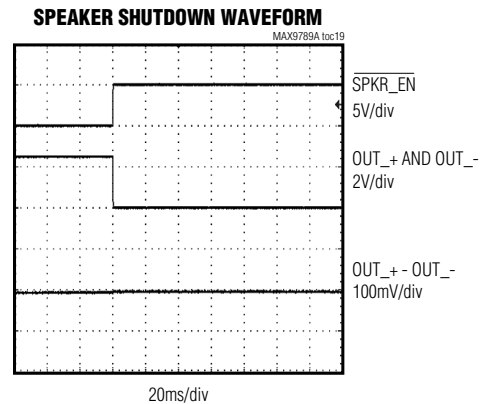 SPEAKER SHUTDOWN WAVEFORM
MAX9789A toc19
SPKR_EN
5V/div
OUT_+ AND OUT_-
2V/div
OUT_+ - OUT_-
100mV/div
20ms/div